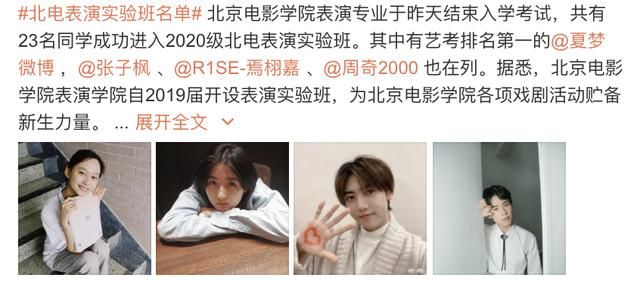 #北电表演实验班名单# 北京电影学院表演专业于昨天结束入学考试，共有
23名同学成功进入2020级北电表演实验班。其中有艺考排名第一的@夏梦
微博 ，@张子枫 、@R1SE-焉栩嘉 、@周奇2000 也在列。据悉，北京电影
学院表演学院自2019届开设表演实验班，为北京电影学院各项戏剧活动贮备
新生力量。 ... 展开全文